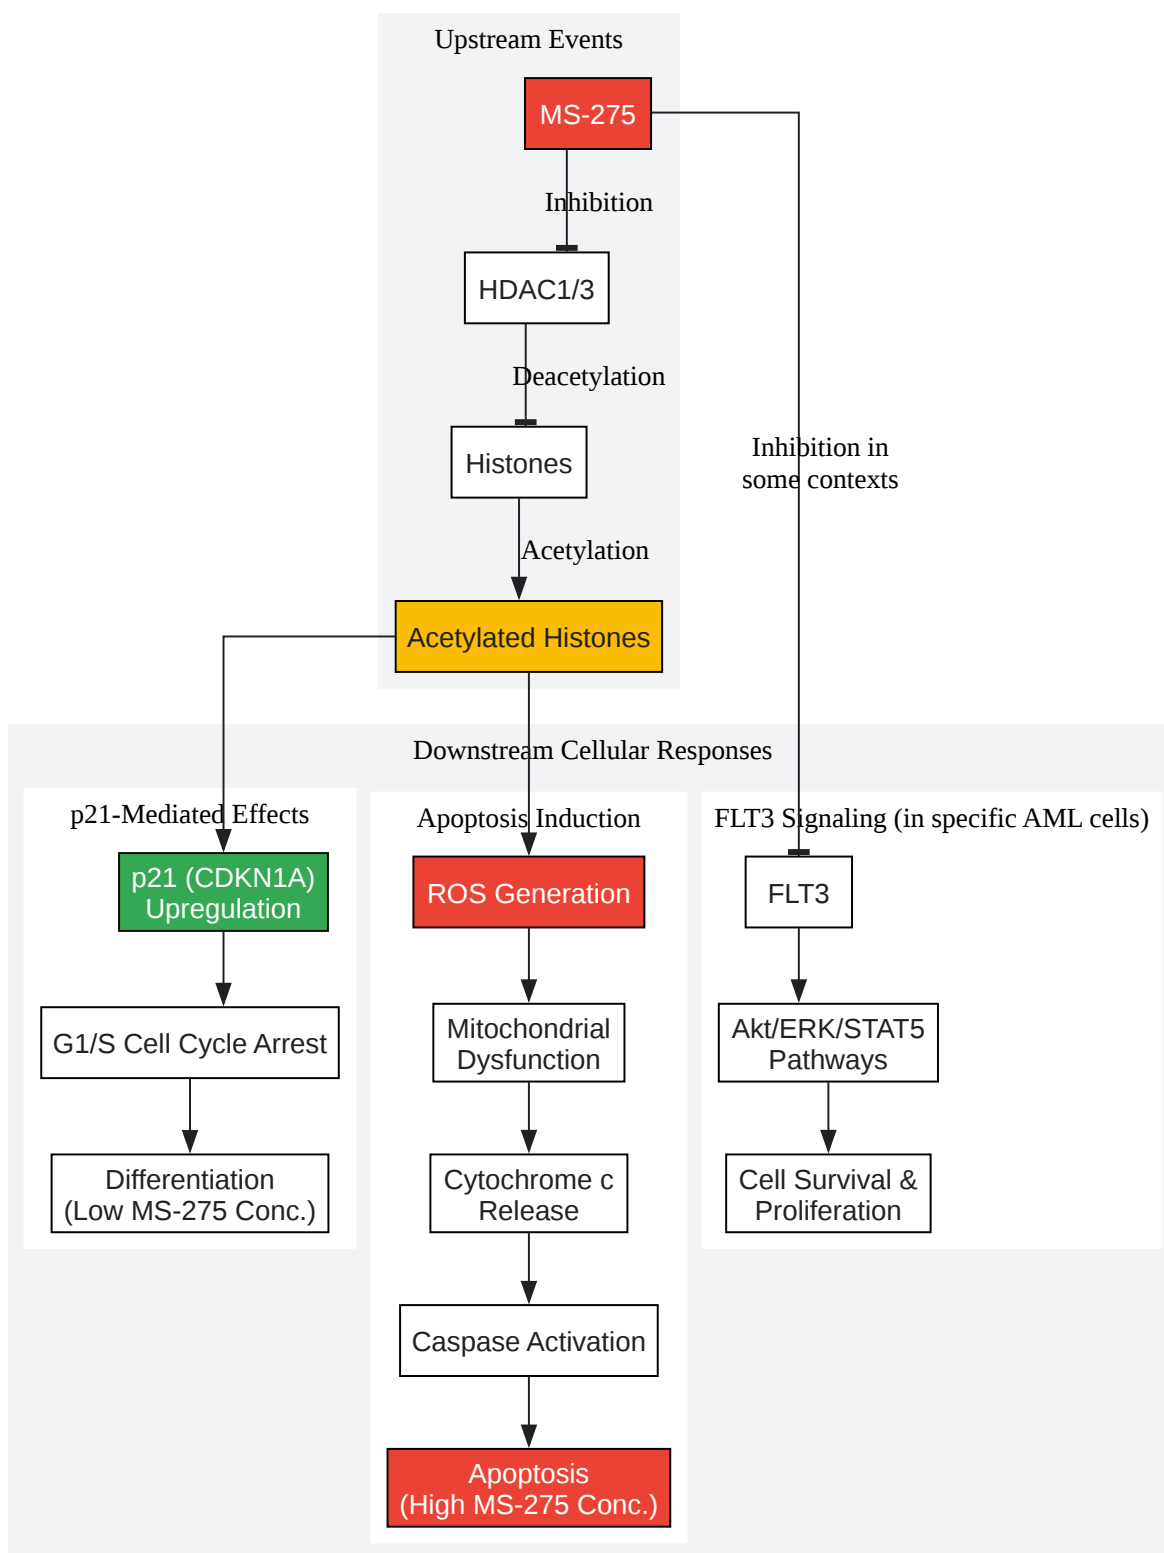 Upstream Events
MS-275
Inhibition
HDAC1/3
Deacetylation
Histones
Inhibition in
some contexts
Acetylation
Acetylated Histones
Downstream Cellular Responses
p21-Mediated Effects
p21 (CDKN1A)
Upregulation
G1/S Cell Cycle Arrest
Differentiation
(Low MS-275 Conc.)
Apoptosis Induction
ROS Generation
Mitochondrial
Dysfunction
Cytochrome c
Release
Caspase Activation
Apoptosis
(High MS-275 Conc.)
FLT3 Signaling (in specific AML cells)
FLT3
Akt/ERK/STAT5
Pathways
Cell Survival &
Proliferation